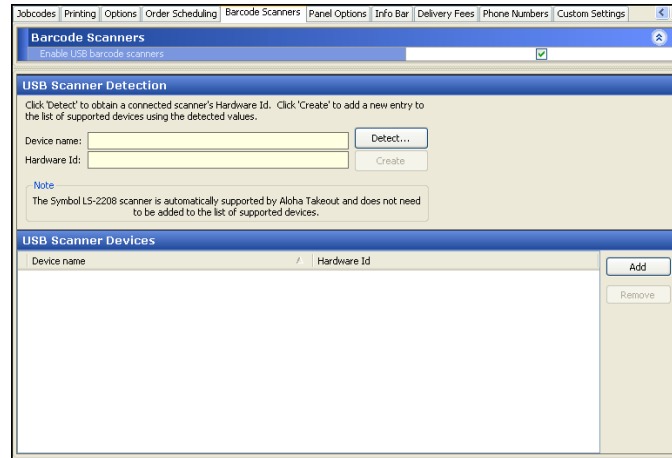 Jobcodes Printing Options Order Scheduling Barcode Scanners Panel Options Info Bar Delivery Fees Phone Numbers Custom Settings
Barcode Scanners
Enable USB barcode scanners
USB Scanner Detection
Click 'Detect' to obtain a connected scanner's Hardware Id. Click 'Create' to add a new entry to
the list of supported devices using the detected values.
Device name: Detect...
Hardware Id: Create
Note
The Symbol LS-2208 scanner is automatically supported by Aloha Takeout and does not need
to be added to the list of supported devices.
USB Scanner Devices
Device name Hardware Id
Add
Remove